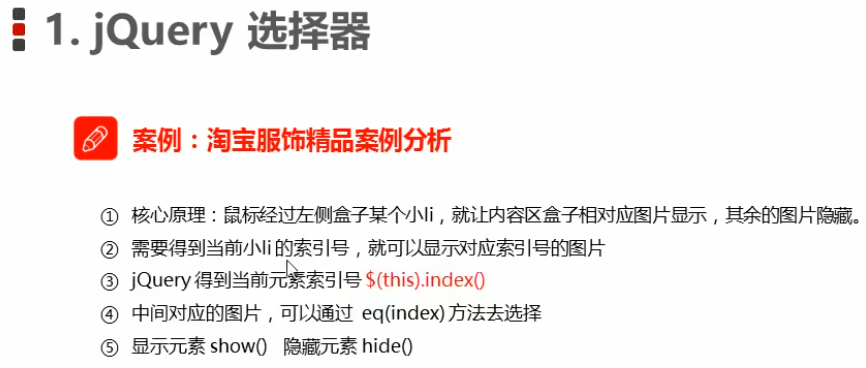 1. jQuery 选择器
案例：淘宝服饰精品案例分析
① 核心原理：鼠标经过左侧盒子某个小li，就让内容区盒子相对应图片显示，其余的图片隐藏。
② 需要得到当前小li 的索引号，就可以显示对应索引号的图片
③ jQuery 得到当前元素索引号 $(this).index()
④ 中间对应的图片，可以通过 eq(index) 方法去选择
⑤ 显示元素 show() 隐藏元素 hide()